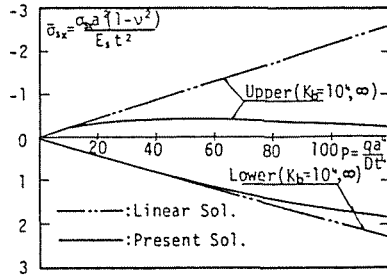 -3
σ̄sx= σsx a²(1-ν²) / Es t²
-2
-1
Upper(Kb=10⁴,∞)
0
20 40 60 80 100 P= qa⁴/Dt
Lower(Kb=10⁴,∞)
1
2
—··—:Linear Sol.
——:Present Sol.
3